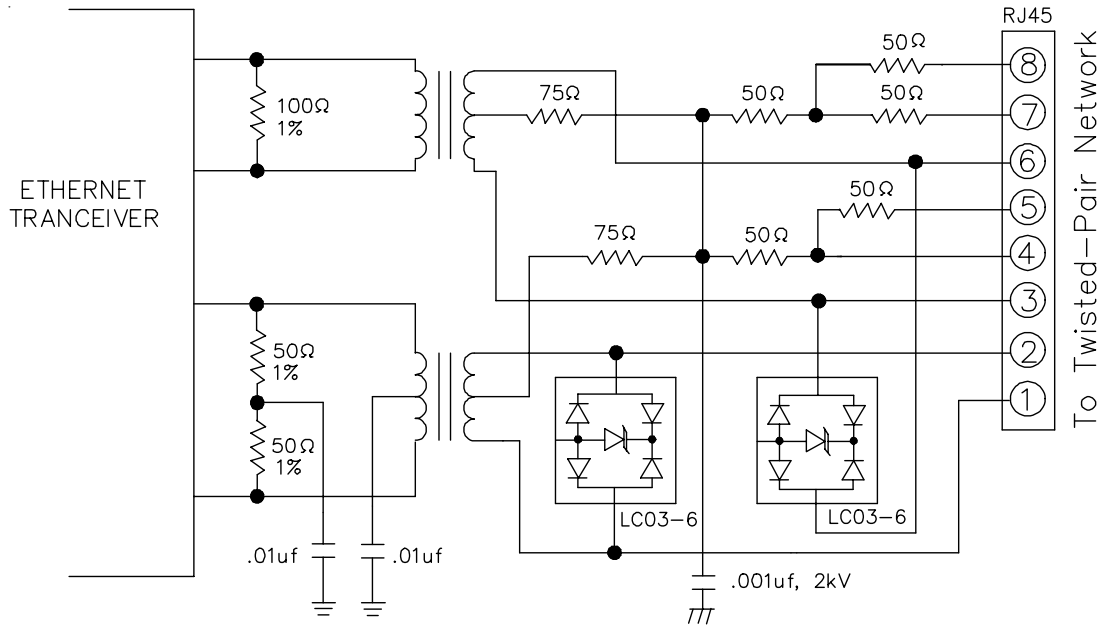 RJ45
50Ω
8
75Ω
50Ω
50Ω
7
100Ω
1%
6
ETHERNET
TRANCEIVER
50Ω
5
75Ω
50Ω
4
3
50Ω
1%
2
1
50Ω
1%
LC03-6
LC03-6
.01uf
.01uf
.001uf, 2kV
To Twisted-Pair Network